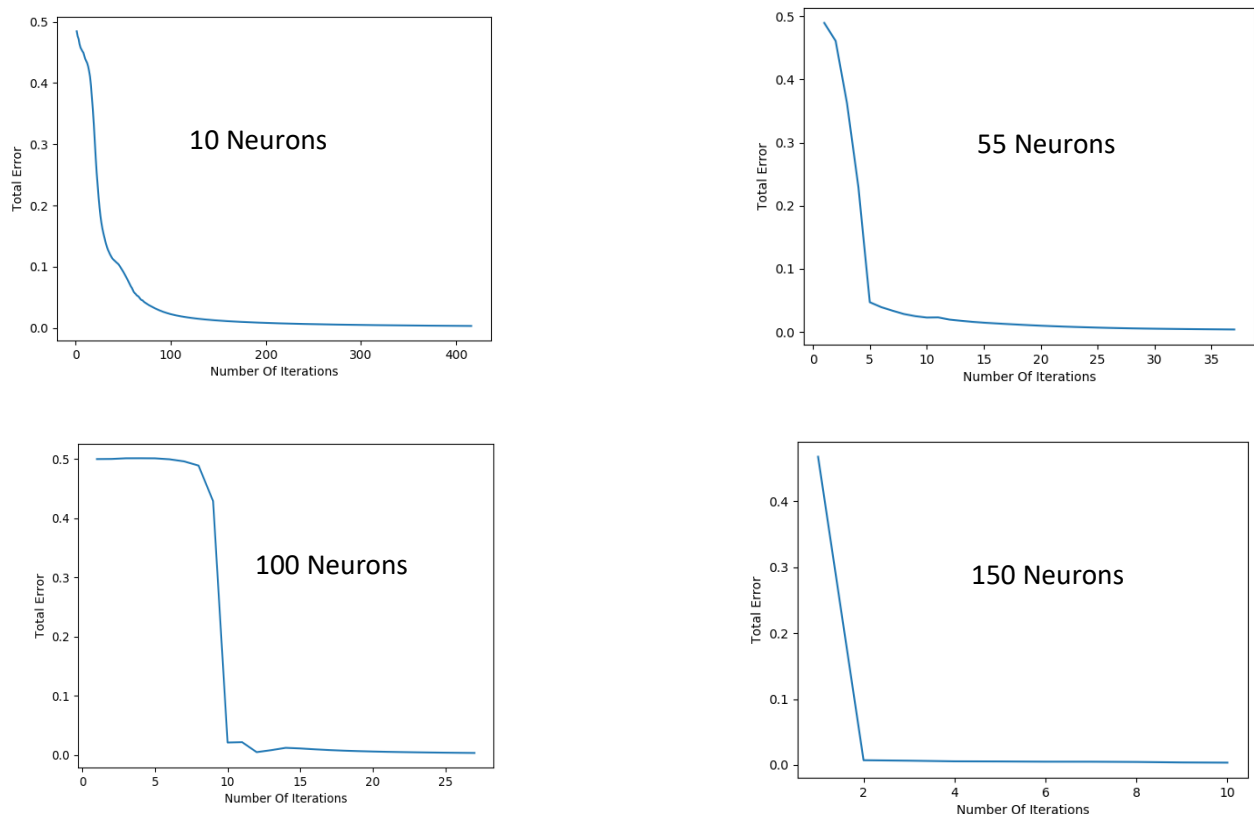 0.5
0.4
0.3
0.2
0.1
0.0
Total Error
10 Neurons
0 100 200 300 400
Number Of Iterations
0.5
0.4
0.3
0.2
0.1
0.0
Total Error
55 Neurons
0 5 10 15 20 25 30 35
Number Of Iterations
0.5
0.4
0.3
0.2
0.1
0.0
Total Error
100 Neurons
0 5 10 15 20 25
Number Of Iterations
0.4
0.3
0.2
0.1
0.0
Total Error
150 Neurons
2 4 6 8 10
Number Of Iterations